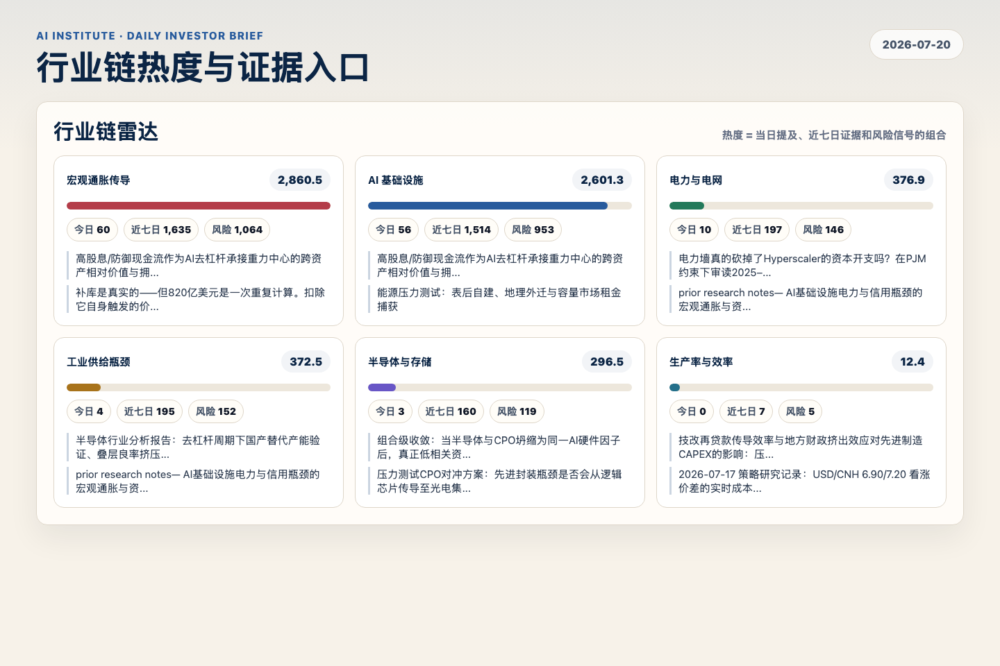 AI INSTITUTE · DAILY INVESTOR BRIEF
行业链热度与证据入口
2026-07-20
行业链雷达
热度 = 当日提及、近七日证据和风险信号的组合
宏观通胀传导
2,860.5
今日 60
近七日 1,635
风险 1,064
高股息/防御现金流作为AI去杠杆承接重力中心的跨资
产相对价值与拥...
补库是真实的——但820亿美元是一次重复计算。扣除
它自身触发的价...
AI 基础设施
2,601.3
今日 56
近七日 1,514
风险 953
高股息/防御现金流作为AI去杠杆承接重力中心的跨资
产相对价值与拥...
能源压力测试：表后自建、地理外迁与容量市场租金
捕获
电力与电网
376.9
今日 10
近七日 197
风险 146
电力墙真的砍掉了Hyperscaler的资本开支吗？在PJM
约束下审读2025–...
prior research notes— AI基础设施电力与信用瓶颈的
宏观通胀与资...
工业供给瓶颈
372.5
今日 4
近七日 195
风险 152
半导体行业分析报告：去杠杆周期下国产替代产能验
证、叠层良率挤压...
prior research notes— AI基础设施电力与信用瓶颈的
宏观通胀与资...
半导体与存储
296.5
今日 3
近七日 160
风险 119
组合级收敛：当半导体与CPO坍缩为同一AI硬件因子
后，真正低相关资...
压力测试CPO对冲方案：先进封装瓶颈是否会从逻辑
芯片传导至光电集...
生产率与效率
12.4
今日 0
近七日 7
风险 5
技改再贷款传导效率与地方财政挤出效应对先进制造
CAPEX的影响：压...
2026-07-17 策略研究记录：USD/CNH 6.90/7.20 看涨
价差的实时成本...